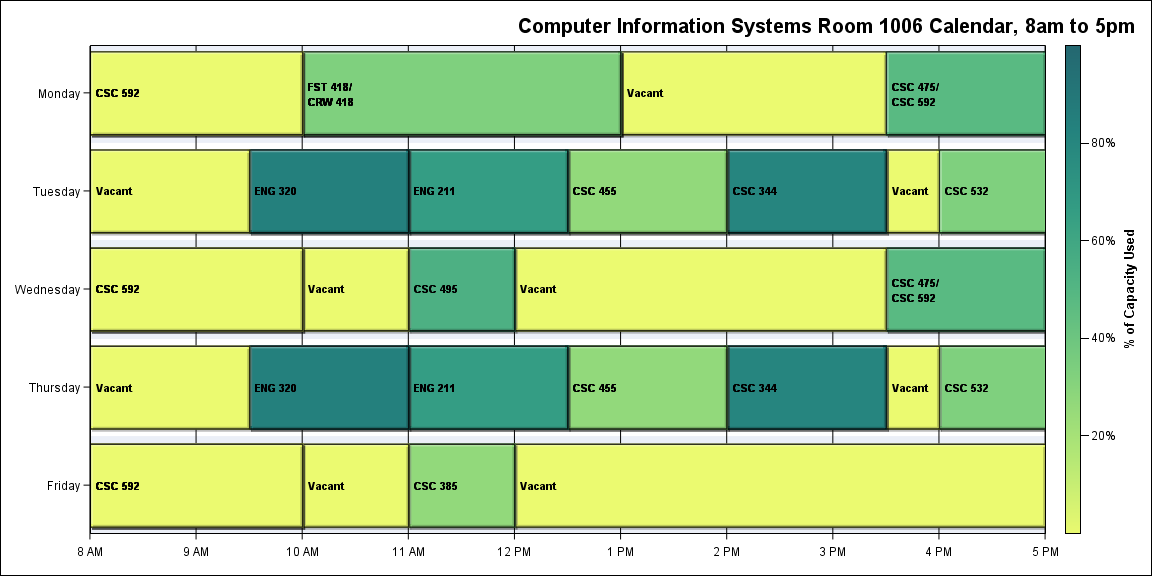 Computer Information Systems Room 1006 Calendar, 8am to 5pm
Monday
CSC 592
FST 418/
CRW 418
Vacant
CSC 475/
CSC 592
Tuesday
Vacant
ENG 320
ENG 211
CSC 455
CSC 344
Vacant
CSC 532
Wednesday
CSC 592
Vacant
CSC 495
Vacant
CSC 475/
CSC 592
Thursday
Vacant
ENG 320
ENG 211
CSC 455
CSC 344
Vacant
CSC 532
Friday
CSC 592
Vacant
CSC 385
Vacant
8 AM
9 AM
10 AM
11 AM
12 PM
1 PM
2 PM
3 PM
4 PM
5 PM
80%
60%
40%
20%
% of Capacity Used